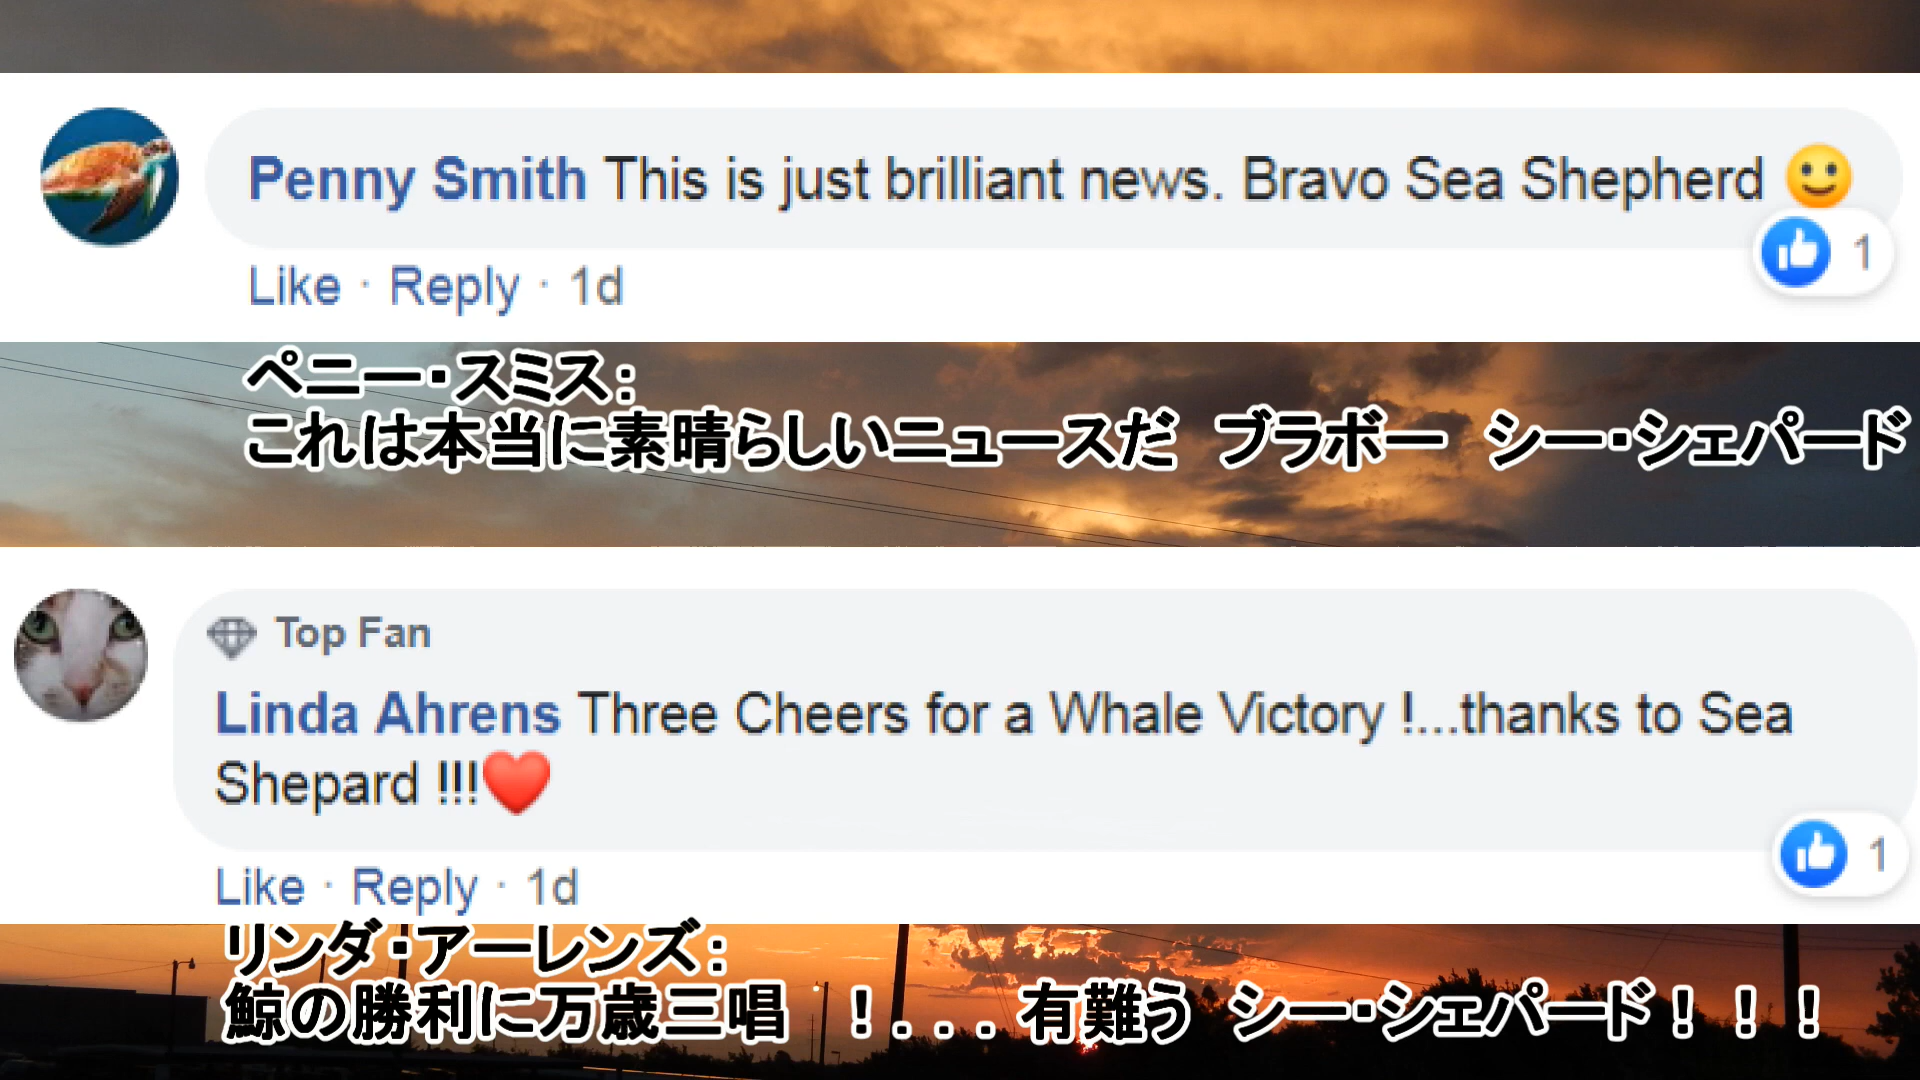 Penny Smith This is just brilliant news. Bravo Sea Shepherd 🙂
1
Like · Reply · 1d
ペニー・スミス:
これは本当に素晴らしいニュースだ　ブラボー　シー・シェパード
Top Fan
Linda Ahrens Three Cheers for a Whale Victory !...thanks to Sea
Shepard !!!❤️
1
Like · Reply · 1d
リンダ・アーレンズ:
鯨の勝利に万歳三唱　！...有難う　シー・シェパード！！！